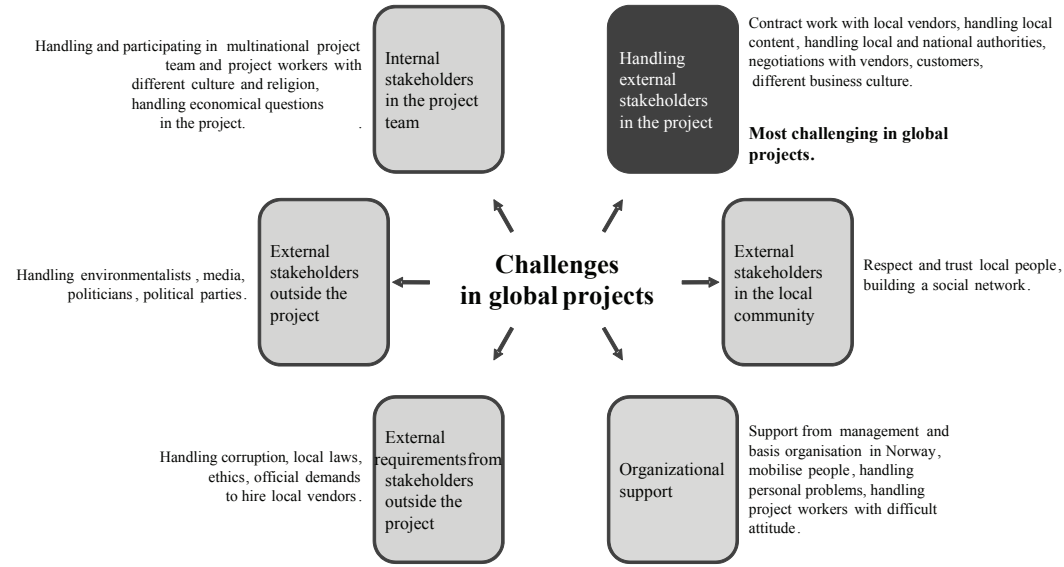 Handling and participating in multinational project
team and project workers with
different culture and religion,
handling economical questions
in the project. .
Internal
stakeholders
in the project
team
Handling
external
stakeholders
in the project
Contract work with local vendors, handling local
content, handling local and national authorities,
negotiations with vendors, customers,
different business culture.
Most challenging in global
projects.
Handling environmentalists, media,
politicians, political parties.
External
stakeholders
outside the
project
Challenges
in global projects
External
stakeholders
in the local
community
Respect and trust local people,
building a social network.
Handling corruption, local laws,
ethics, official demands
to hire local vendors.
External
requirements from
stakeholders
outside the
project
Organizational
support
Support from management and
basis organisation in Norway,
mobilise people, handling
personal problems, handling
project workers with difficult
attitude.